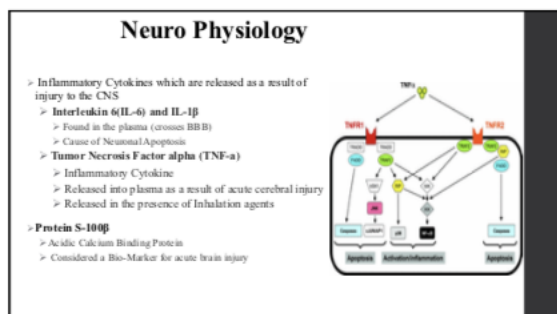 Neuro Physiology
Inflammatory Cytokines which are released as a result of
injury to the CNS
Interleukin 6(IL-6) and IL-1β
Found in the plasma (crosses BBB)
Cause of Neuronal Apoptosis
Tumor Necrosis Factor alpha (TNF-a)
Inflammatory Cytokine
Released into plasma as a result of acute cerebral injury
Released in the presence of Inhalation agents
Protein S-100β
Acidic Calcium Binding Protein
Considered a Bio-Marker for acute brain injury
TNFR1
TNFR2
Apoptosis
Activation/Inflammation
Apoptosis